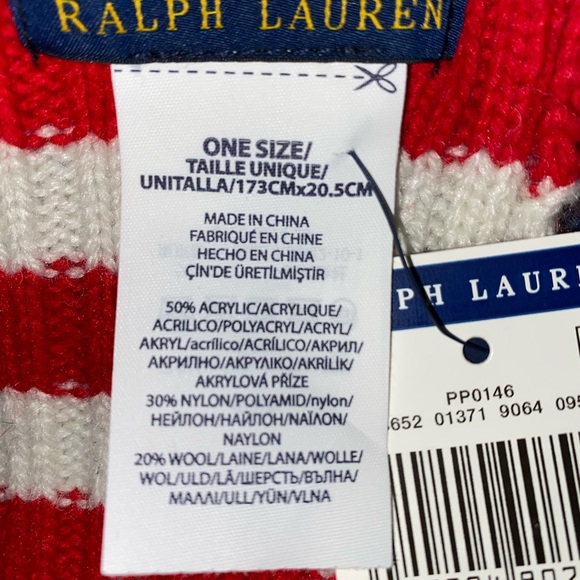 RALPH LAUREN
ONE SIZE/
TAILLE UNIQUE/
UNITALLA/173CMx20.5CM
MADE IN CHINA
FABRIQUÉ EN CHINE
HECHO EN CHINA
ÇİN'DE ÜRETİLMİŞTİR
50% ACRYLIC/ACRYLIQUE/
ACRILICO/POLYACRYL/ACRYL/
AKRYL/acrílico/ACRÍLICO/АКРИЛ/
АКРИЛНО/ΑΚΡΥΛΙΚΟ/AKRİLİK/
AKRYLOVÁ PŘÍZE
30% NYLON/POLYAMID/nylon/
НЕЙЛОН/НАЙЛОН/ΝΑΪΛΟΝ/
NAYLON
20% WOOL/LAINE/LANA/WOLLE/
WOL/ULD/LÃ/ШЕРСТЬ/ВЪЛНА/
ΜΑΛΛΙ/ULL/YÜN/VLNA
PH LAUR
PP0146
3652 01371 9064 095